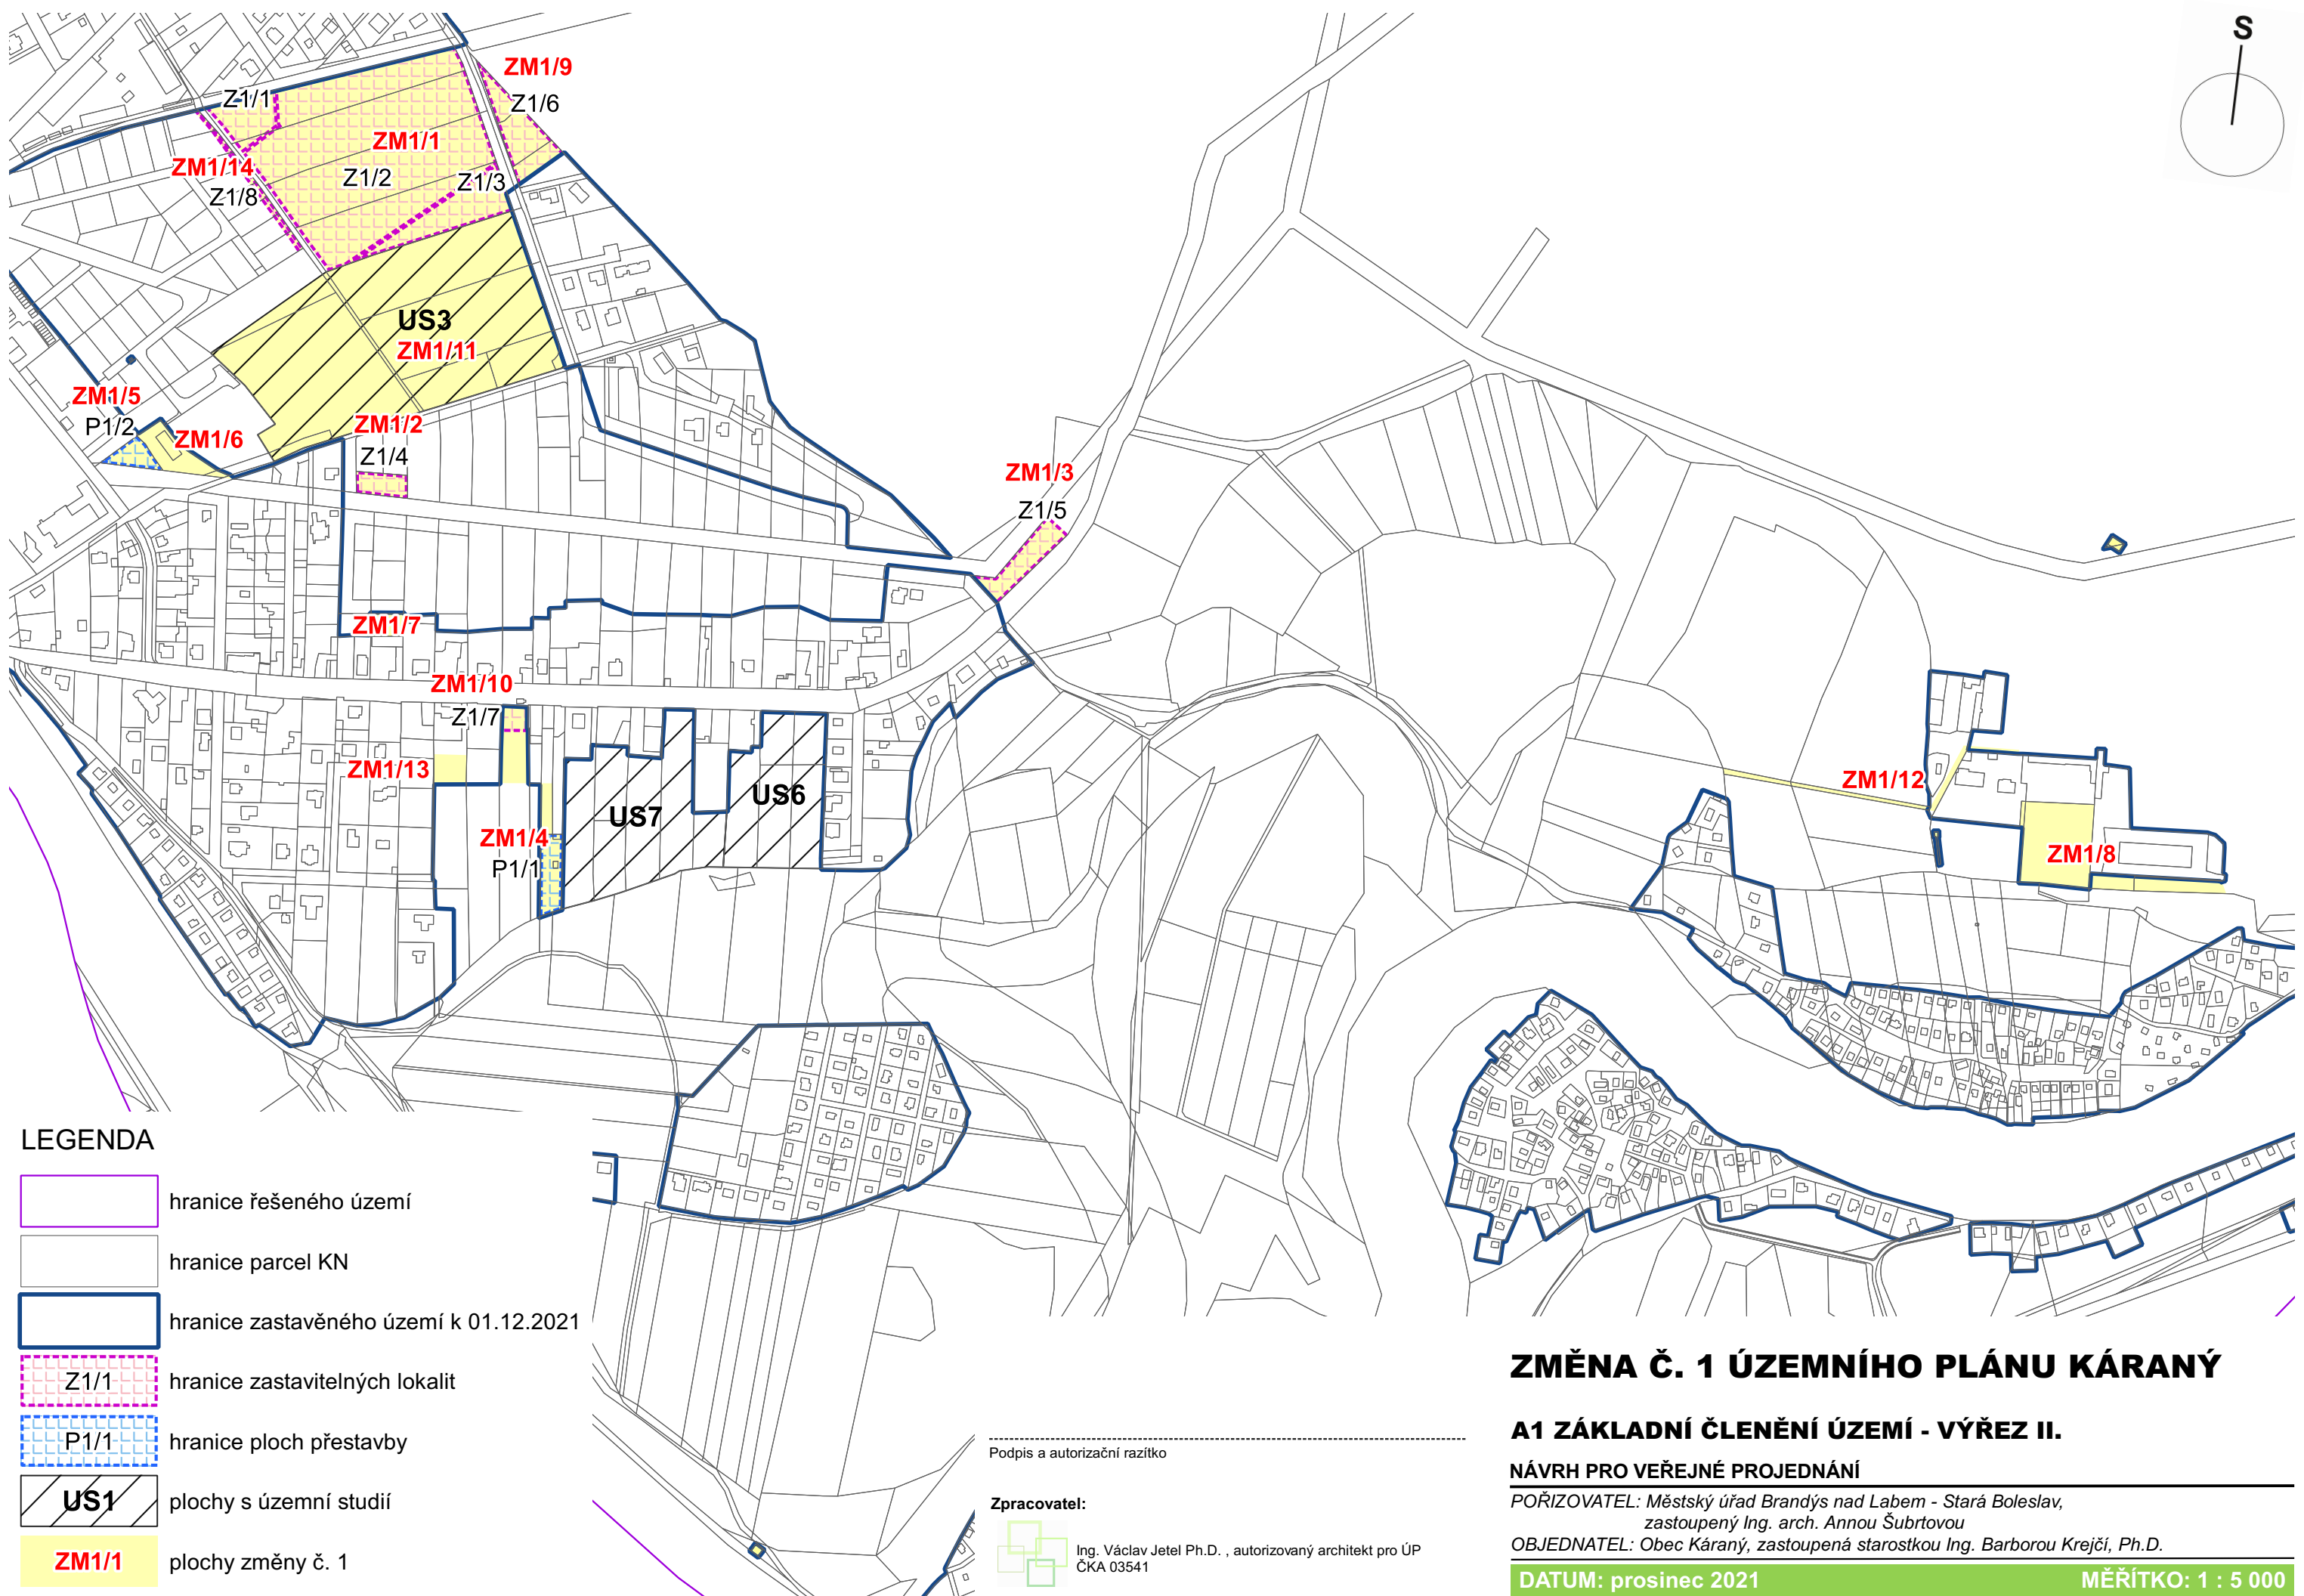 S
ZM1/9
Z1/1
Z1/6
ZM1/1
ZM1/14
Z1/2
Z1/3
Z1/8
US3
ZM1/11
ZM1/5
P1/2
ZM1/2
ZM1/6
Z1/4
ZM1/3
Z1/5
ZM1/7
ZM1/10
Z1/7
ZM1/13
ZM1/12
US6
US7
ZM1/4
P1/1
ZM1/8
LEGENDA
hranice řešeného území
hranice parcel KN
hranice zastavěného území k 01.12.2021
Z1/1 hranice zastavitelných lokalit
P1/1 hranice ploch přestavby
US1 plochy s územní studií
ZM1/1 plochy změny č. 1
Podpis a autorizační razítko
Zpracovatel:
Ing. Václav Jetel Ph.D. , autorizovaný architekt pro ÚP
ČKA 03541
ZMĚNA Č. 1 ÚZEMNÍHO PLÁNU KÁRANÝ
A1 ZÁKLADNÍ ČLENĚNÍ ÚZEMÍ - VÝŘEZ II.
NÁVRH PRO VEŘEJNÉ PROJEDNÁNÍ
POŘIZOVATEL: Městský úřad Brandýs nad Labem - Stará Boleslav,
zastoupený Ing. arch. Annou Šubrtovou
OBJEDNATEL: Obec Káraný, zastoupená starostkou Ing. Barborou Krejčí, Ph.D.
DATUM: prosinec 2021 MĚŘÍTKO: 1 : 5 000